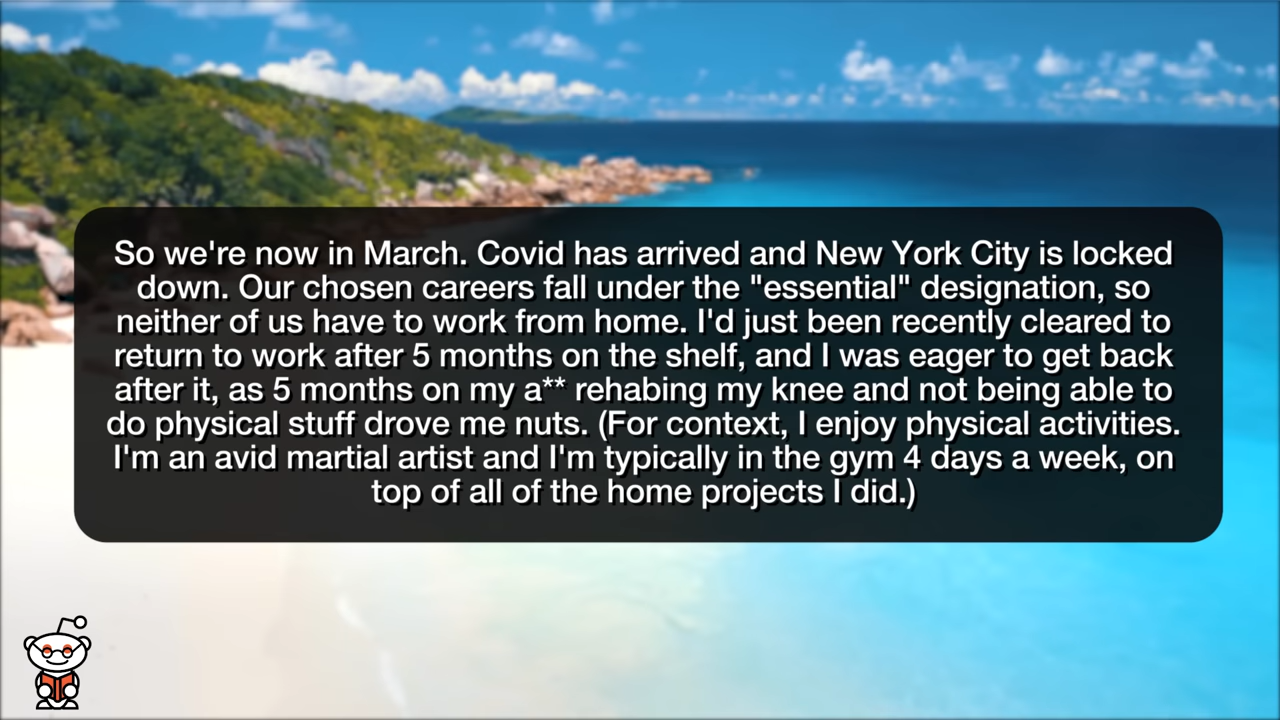 So we're now in March. Covid has arrived and New York City is locked
down. Our chosen careers fall under the "essential" designation, so
neither of us have to work from home. I'd just been recently cleared to
return to work after 5 months on the shelf, and I was eager to get back
after it, as 5 months on my a** rehabing my knee and not being able to
do physical stuff drove me nuts. (For context, I enjoy physical activities.
I'm an avid martial artist and I'm typically in the gym 4 days a week, on
top of all of the home projects I did.)